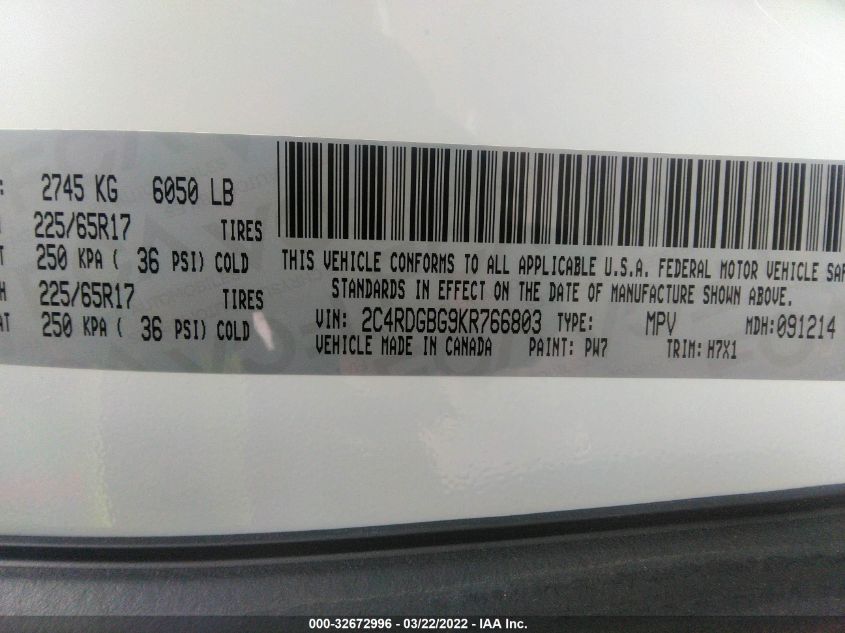 : 2745 KG 6050 LB
225/65R17 TIRES
T 250 KPA ( 36 PSI) COLD
H 225/65R17 TIRES
AT 250 KPA ( 36 PSI) COLD
THIS VEHICLE CONFORMS TO ALL APPLICABLE U.S.A. FEDERAL MOTOR VEHICLE SAF
STANDARDS IN EFFECT ON THE DATE OF MANUFACTURE SHOWN ABOVE.
VIN: 2C4RDGBG9KR766803 TYPE: MPV MDH:091214
VEHICLE MADE IN CANADA PAINT: PW7 TRIM: H7X1
000-32672996 - 03/22/2022 - IAA Inc.